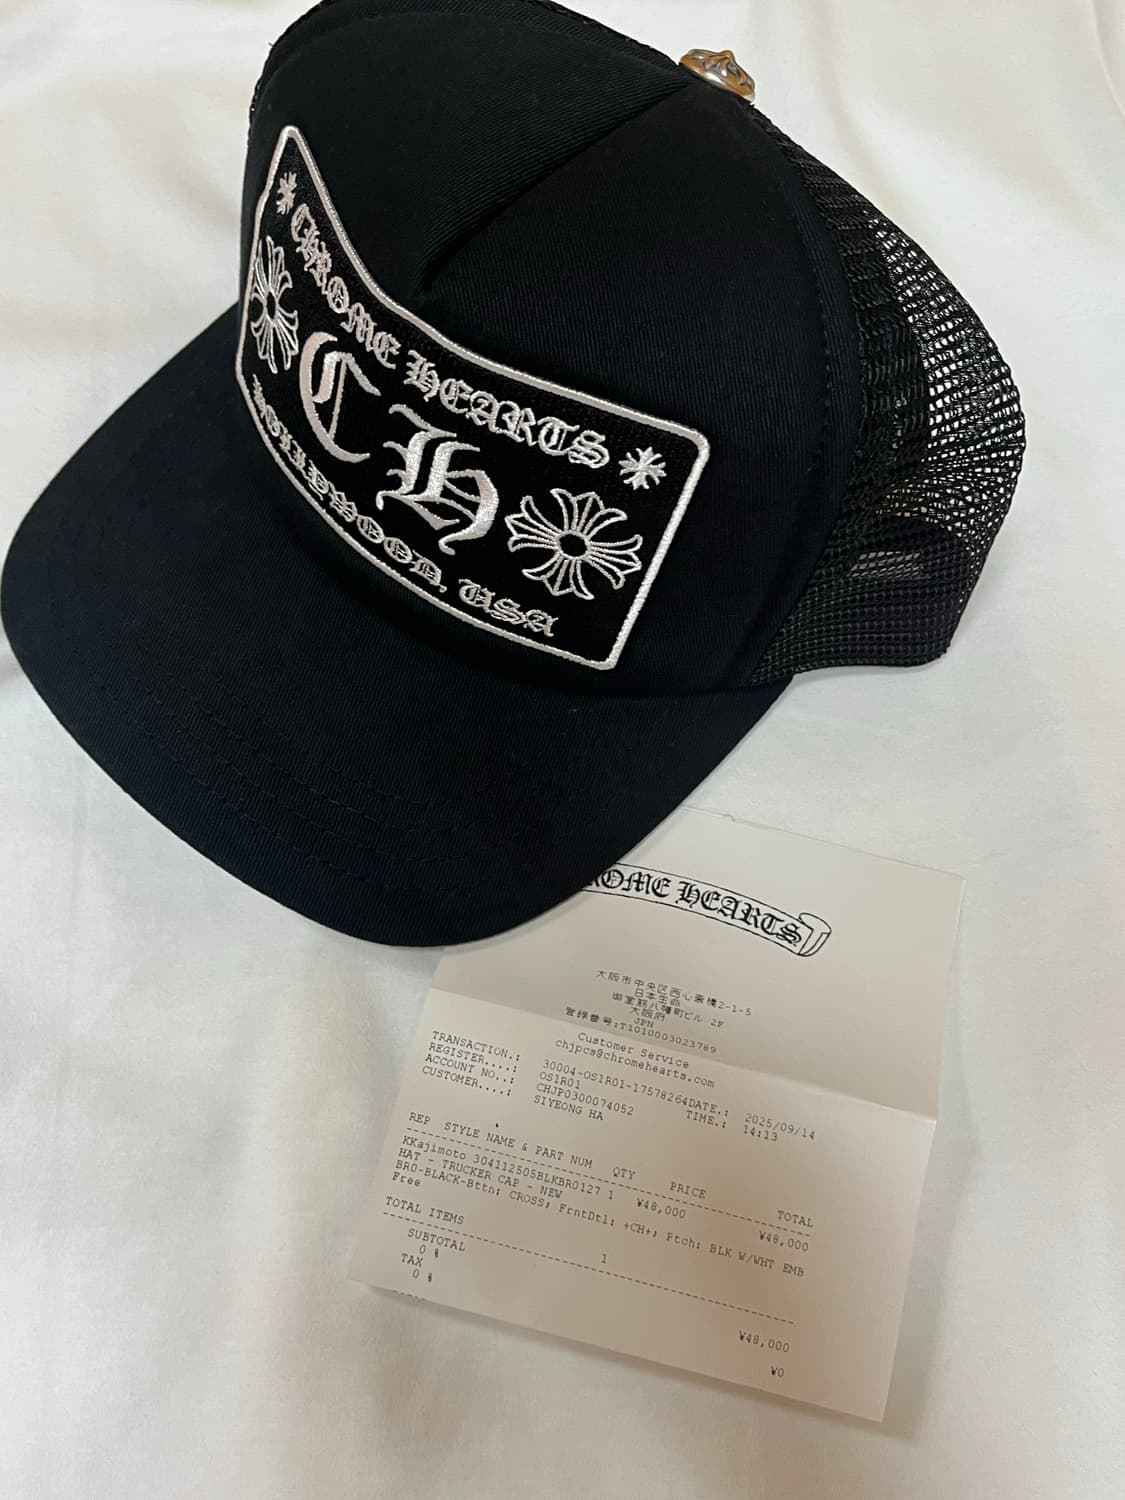 CHROME HEARTS
CH
HOLLYWOOD, USA
ROME HEARTS
大阪市中央区西心斎橋2-1-5
日本生命
御堂筋八幡町ビル 2F
大阪府
JPN
登録番号:T1010003023789
Customer Service
chjpcs@chromehearts.com
TRANSACTION.: 30004-OS1R01-17578264DATE.: 2025/09/14
REGISTER....: OS1R01 TIME.: 14:13
ACCOUNT NO..: CHJP0300074052
CUSTOMER....: SIYEONG HA
REP STYLE NAME & PART NUM QTY PRICE TOTAL
KKajimoto 304112505BLKBR0127 1 ¥48,000 ¥48,000
HAT - TRUCKER CAP - NEW
BR0-BLACK-Bttn: CROSS; FrntDtl: +CH+; Ptch: BLK W/WHT EMB
Free
TOTAL ITEMS 1
SUBTOTAL ¥48,000
0 %
TAX ¥0
0 %